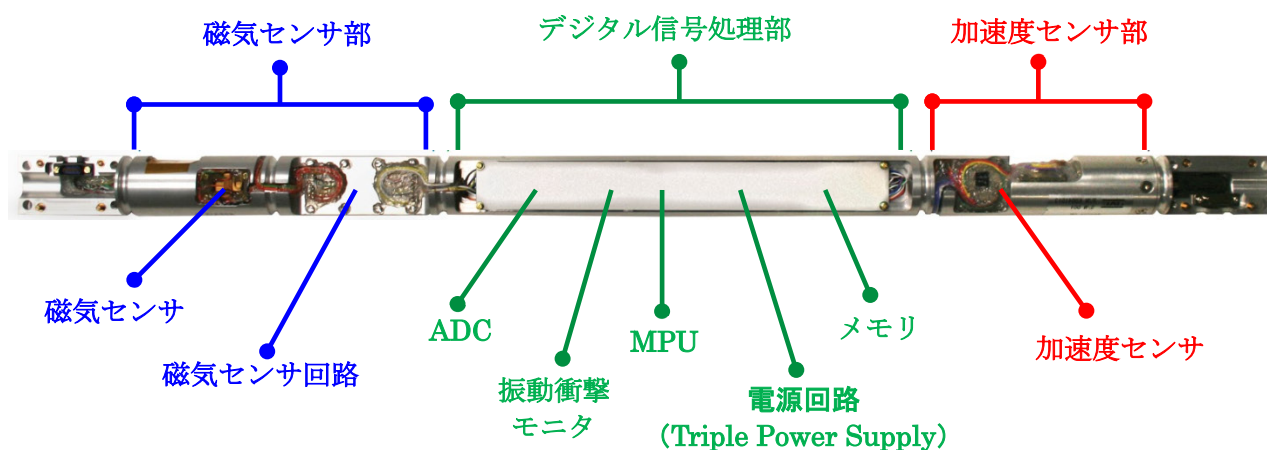 磁気センサ部
デジタル信号処理部
加速度センサ部
磁気センサ
磁気センサ回路
ADC
振動衝撃
モニタ
MPU
電源回路
(Triple Power Supply)
メモリ
加速度センサ